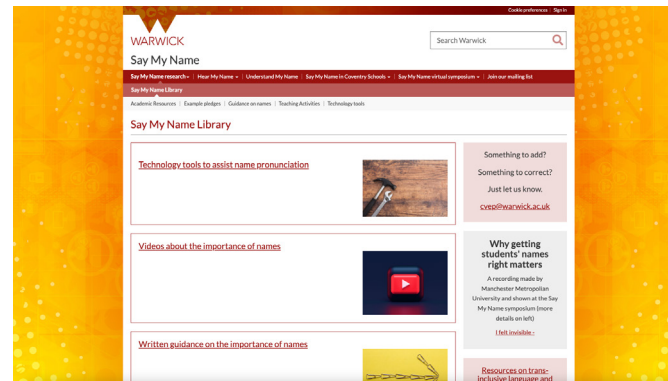 Cookie preferences | Sign in
WARWICK
Search Warwick
Say My Name
Say My Name research | Hear My Name | Understand My Name | Say My Name in Coventry Schools | Say My Name virtual symposium | Join our mailing list
Say My Name Library
Academic Resources | Example pledges | Guidance on names | Teaching Activities | Technology tools
Say My Name Library
Technology tools to assist name pronunciation
Something to add?
Something to correct?
Just let us know.
cvep@warwick.ac.uk
Videos about the importance of names
Why getting
students' names
right matters
A recording made by
Manchester Metropolitan
University and shown at the Say
My Name symposium (more
details on left)
I felt invisible -
Written guidance on the importance of names
Resources on trans-
inclusive language and